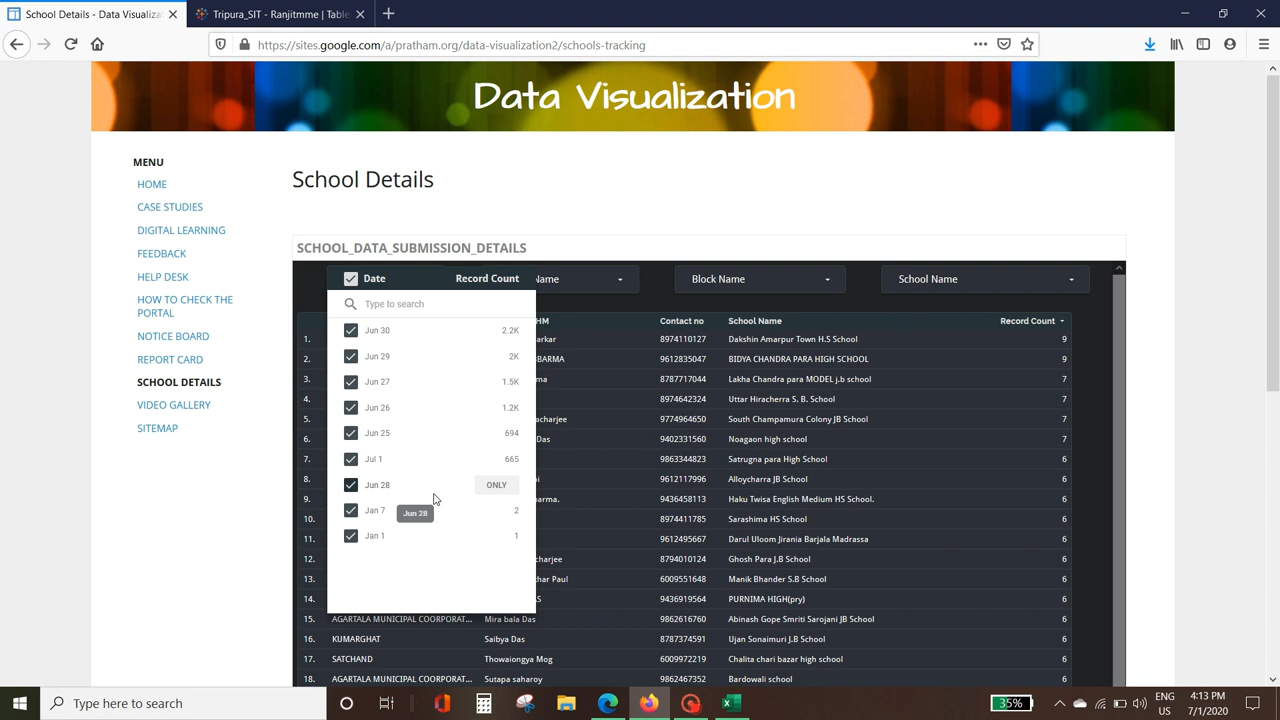 School Details - Data Visualiza
Tripura_SIT - Ranjitmme | Table
https://sites.google.com/a/pratham.org/data-visualization2/schools-tracking
Data Visualization
MENU
HOME
CASE STUDIES
DIGITAL LEARNING
FEEDBACK
HELP DESK
HOW TO CHECK THE
PORTAL
NOTICE BOARD
REPORT CARD
SCHOOL DETAILS
VIDEO GALLERY
SITEMAP
School Details
SCHOOL_DATA_SUBMISSION_DETAILS
Date Record Count Name Block Name School Name
Type to search
Jun 30 2.2K
Jun 29 2K
Jun 27 1.5K
Jun 26 1.2K
Jun 25 694
Jul 1 665
Jun 28 ONLY
Jun 28
Jan 7 2
Jan 1 1
HM Contact no School Name Record Count
1. arkar 8974110127 Dakshin Amarpur Town H.S School 9
2. BARMA 9612835047 BIDYA CHANDRA PARA HIGH SCHOOL 9
3. ma 8787717044 Lakha Chandra para MODEL j.b school 7
4. 8974642324 Uttar Hiracherra S. B. School 7
5. acharjee 9774964650 South Champamura Colony JB School 7
6. Das 9402331560 Noagaon high school 7
7. 9863344823 Satrugna para High School 6
8. i 9612117996 Alloycharra JB School 6
9. arma. 9436458113 Haku Twisa English Medium HS School. 6
10. 8974411785 Sarashima HS School 6
11. 9612495667 Darul Uloom Jirania Barjala Madrassa 6
12. charjee 8794010124 Ghosh Para J.B School 6
13. har Paul 6009551648 Manik Bhander S.B School 6
14. S 9436919564 PURNIMA HIGH(pry) 6
15. AGARTALA MUNICIPAL COORPORAT... Mira bala Das 9862616760 Abinash Gope Smriti Sarojani JB School 6
16. KUMARGHAT Saibya Das 8787374591 Ujan Sonaimuri J.B School 6
17. SATCHAND Thowaiongya Mog 6009972219 Chalita chari bazar high school 6
18. AGARTALA MUNICIPAL COORPORAT... Sutapa saharoy 9862467352 Bardowali school 6
Type here to search
35%
ENG
US
4:13 PM
7/1/2020